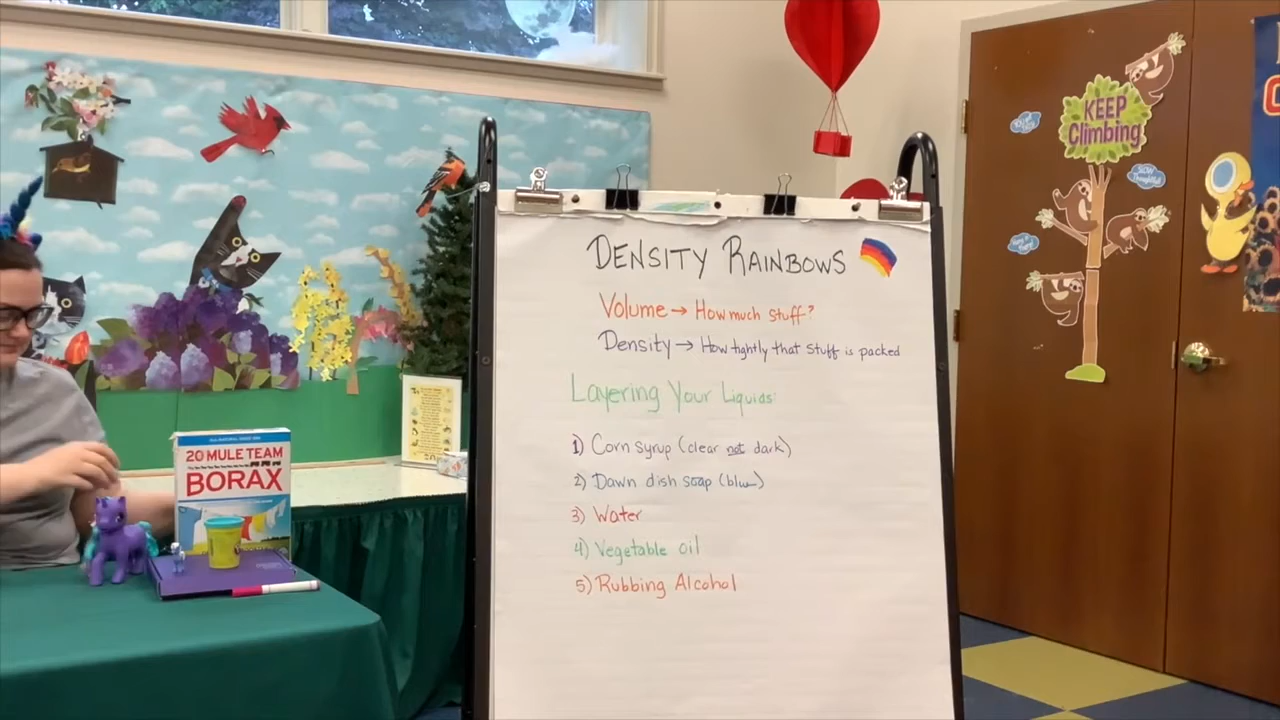 KEEP
Climbing
DENSITY RAINBOWS
Volume → How much stuff?
Density → How tightly that stuff is packed
Layering Your Liquids:
1) Corn syrup (clear not dark)
2) Dawn dish soap (blue)
3) Water
4) Vegetable oil
5) Rubbing Alcohol
20 MULE TEAM
BORAX